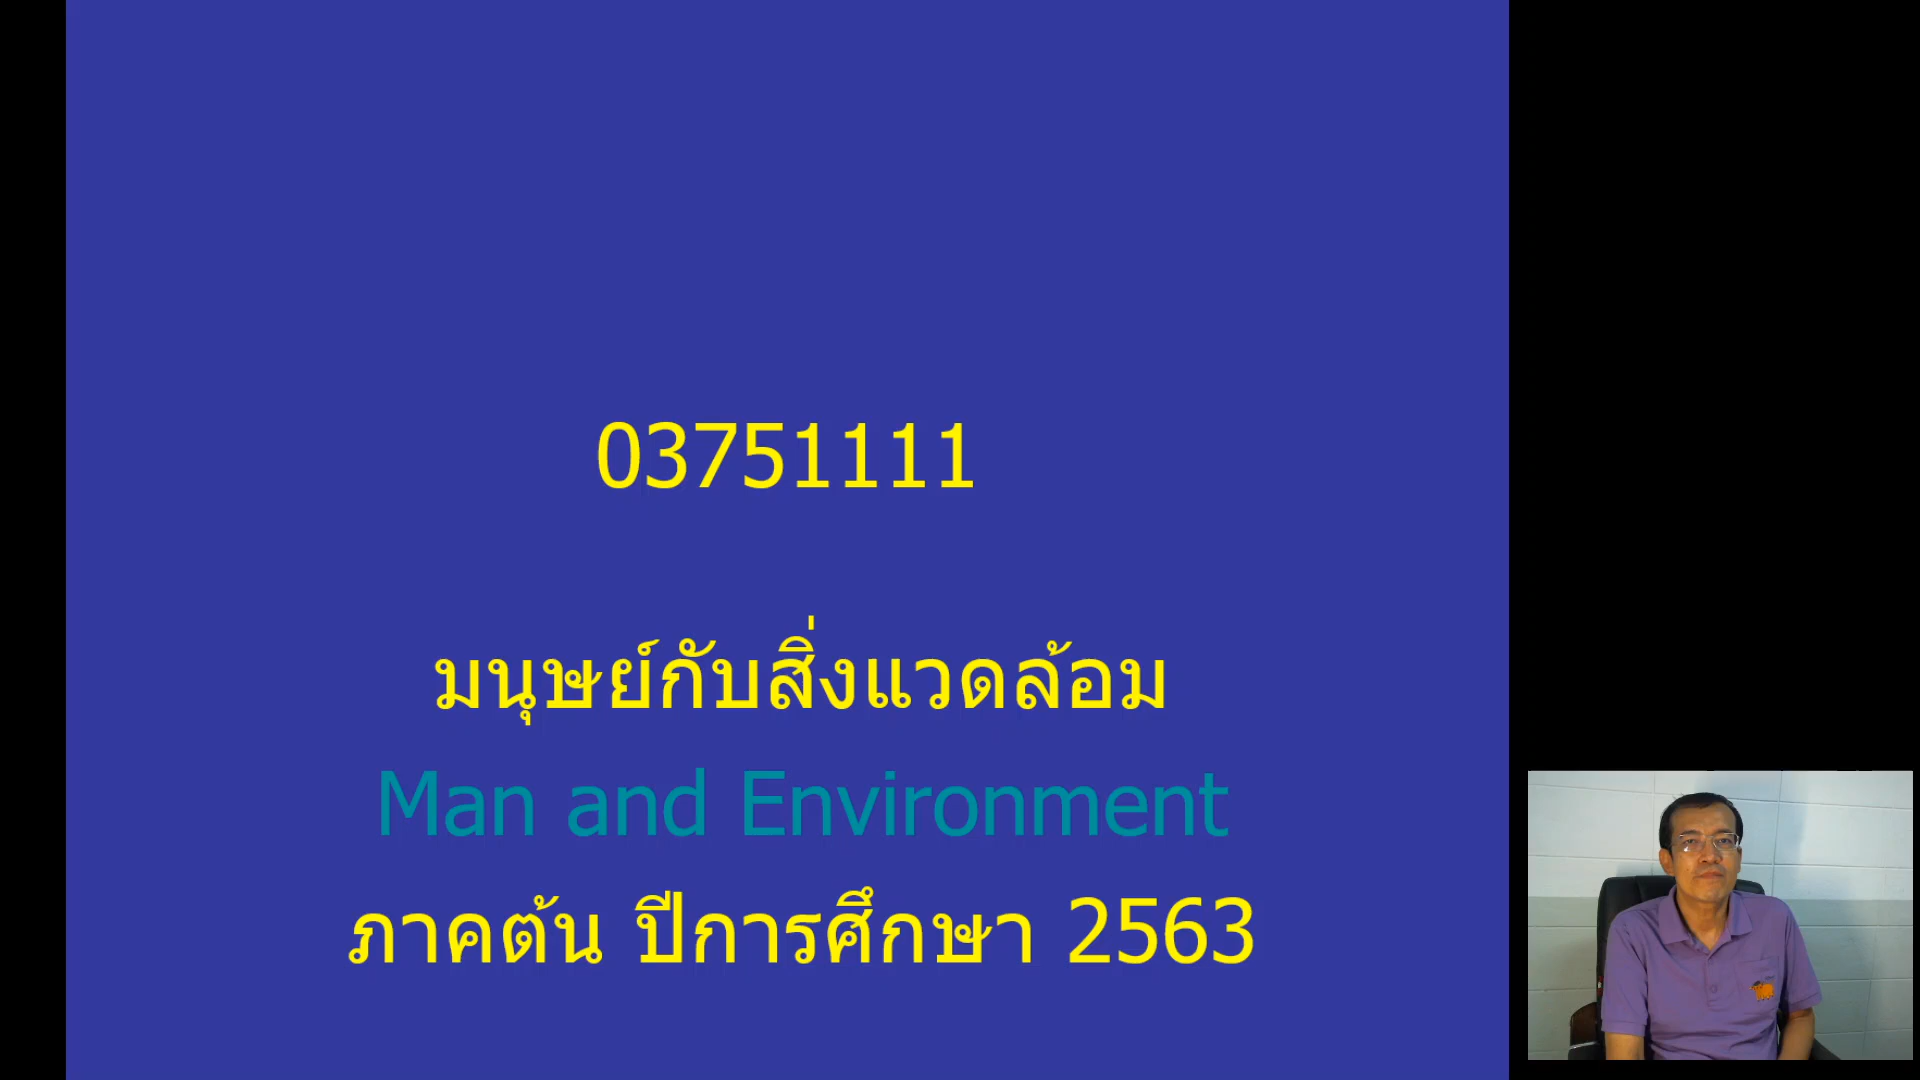 03751111
มนุษย์กับสิ่งแวดล้อม
Man and Environment
ภาคต้น ปีการศึกษา 2563